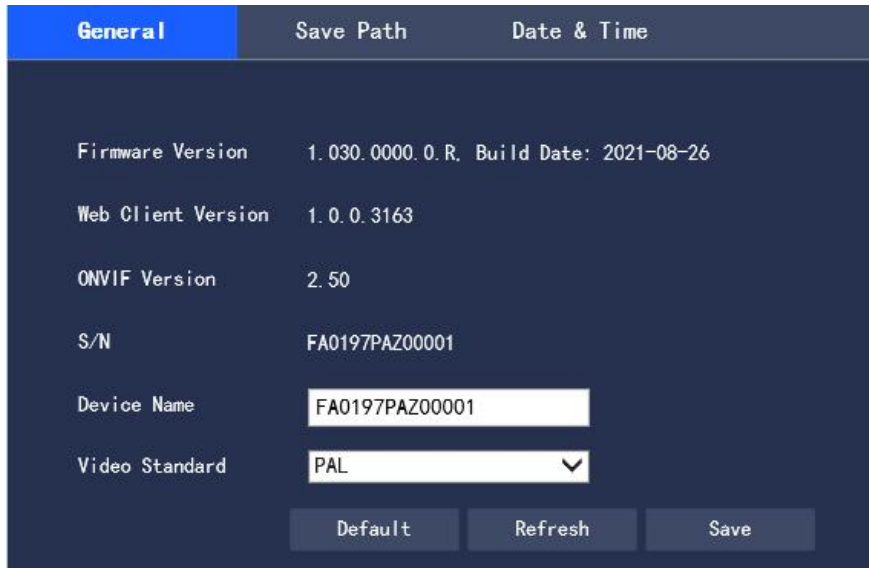 General Save Path Date & Time
Firmware Version 1.030.0000.0.R, Build Date: 2021-08-26
Web Client Version 1.0.0.3163
ONVIF Version 2.50
S/N FA0197PAZ00001
Device Name FA0197PAZ00001
Video Standard PAL
Default Refresh Save